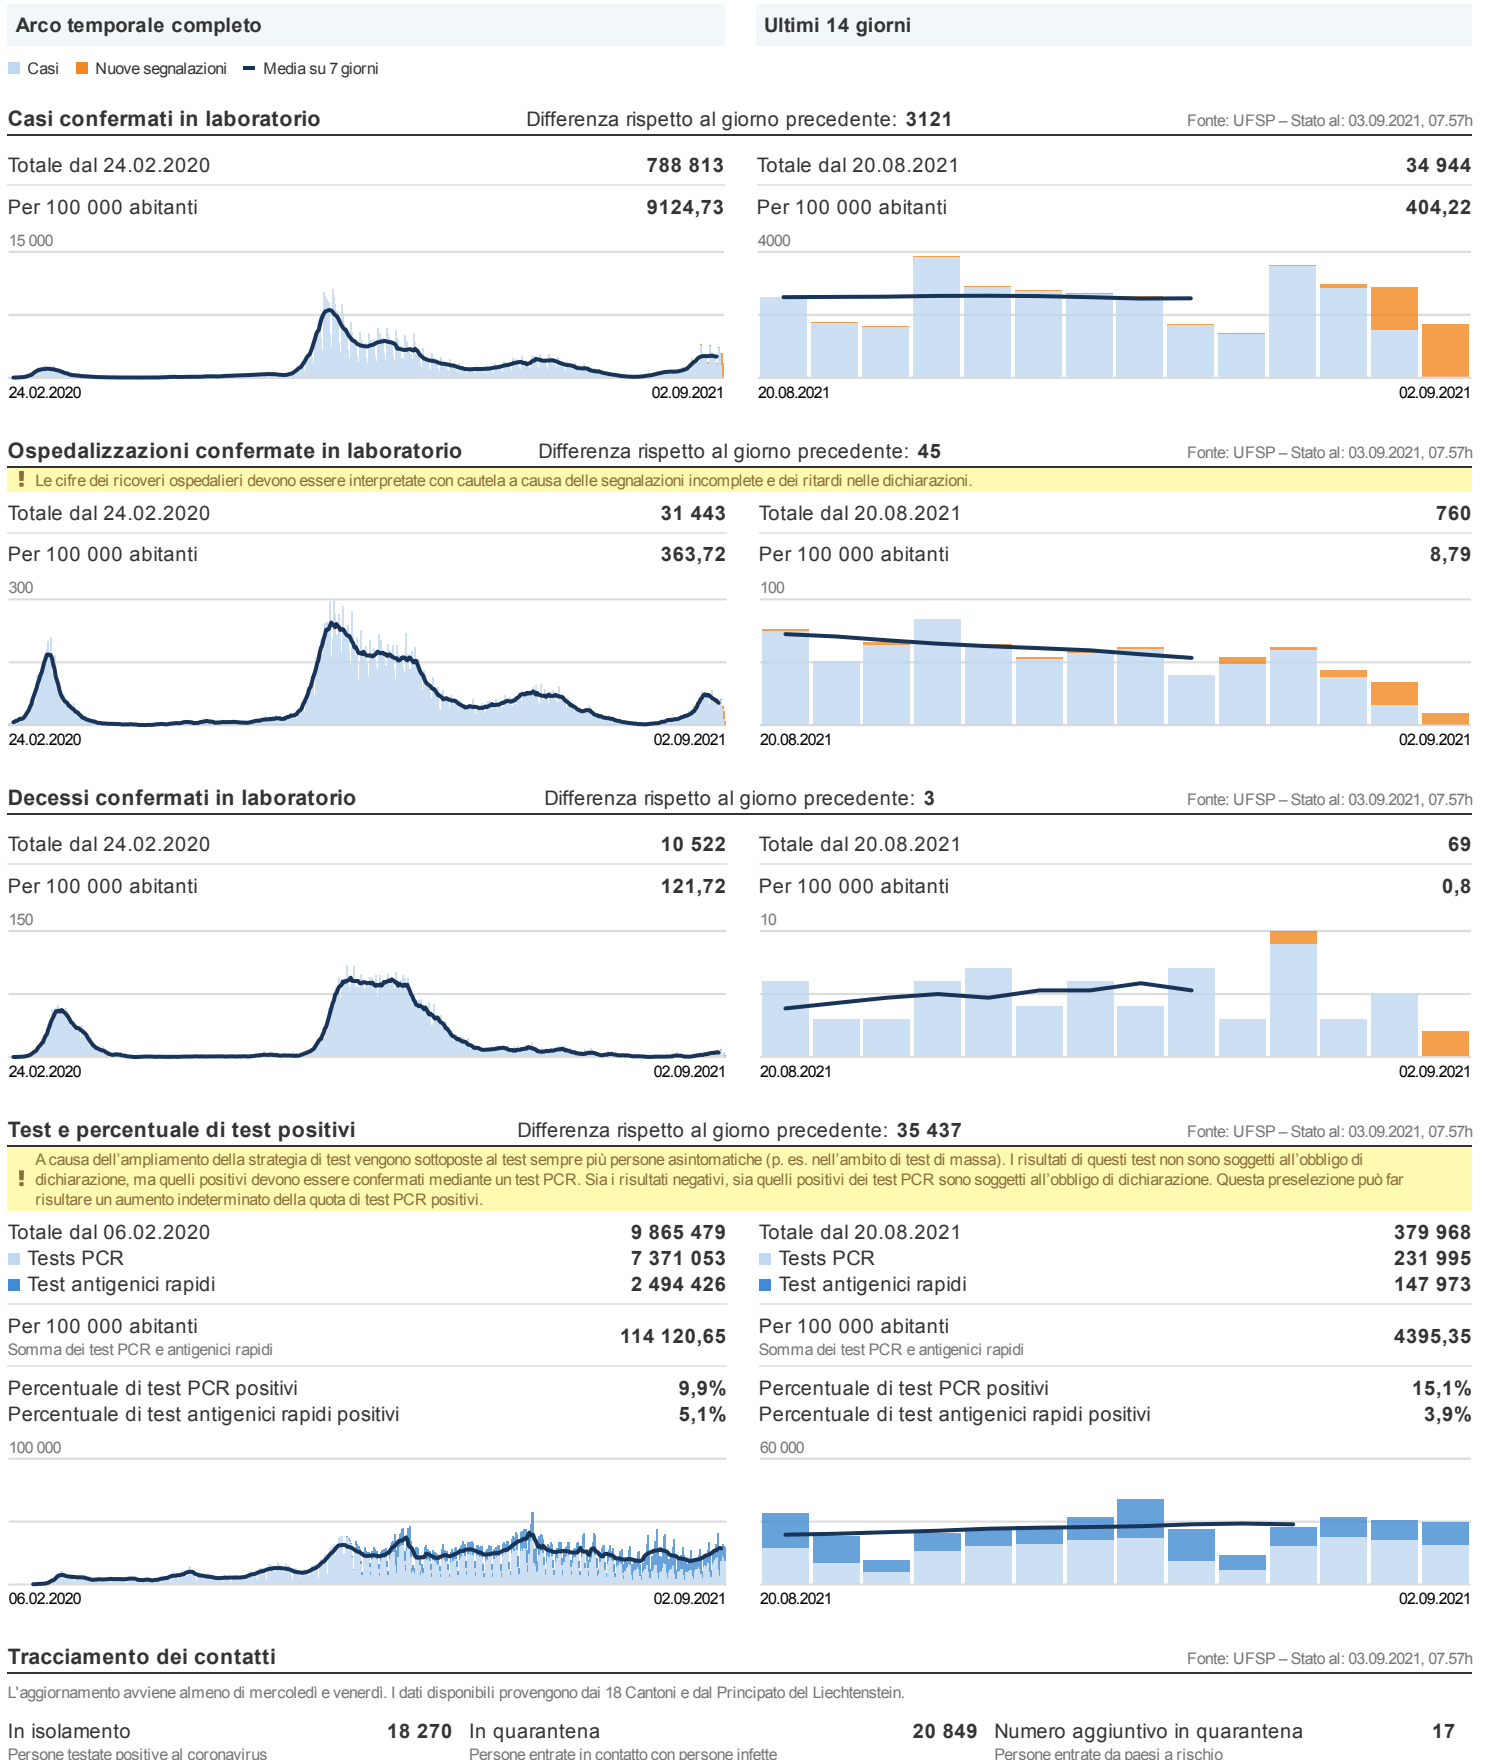 Arco temporale completo
Ultimi 14 giorni
Casi Nuove segnalazioni Media su 7 giorni
Casi confermati in laboratorio Differenza rispetto al giorno precedente: 3121 Fonte: UFSP – Stato al: 03.09.2021, 07.57h
Totale dal 24.02.2020 788 813 Totale dal 20.08.2021 34 944
Per 100 000 abitanti 9124,73 Per 100 000 abitanti 404,22
15 000 4000
24.02.2020 02.09.2021 20.08.2021 02.09.2021
Ospedalizzazioni confermate in laboratorio Differenza rispetto al giorno precedente: 45 Fonte: UFSP – Stato al: 03.09.2021, 07.57h
! Le cifre dei ricoveri ospedalieri devono essere interpretate con cautela a causa delle segnalazioni incomplete e dei ritardi nelle dichiarazioni.
Totale dal 24.02.2020 31 443 Totale dal 20.08.2021 760
Per 100 000 abitanti 363,72 Per 100 000 abitanti 8,79
300 100
24.02.2020 02.09.2021 20.08.2021 02.09.2021
Decessi confermati in laboratorio Differenza rispetto al giorno precedente: 3 Fonte: UFSP – Stato al: 03.09.2021, 07.57h
Totale dal 24.02.2020 10 522 Totale dal 20.08.2021 69
Per 100 000 abitanti 121,72 Per 100 000 abitanti 0,8
150 10
24.02.2020 02.09.2021 20.08.2021 02.09.2021
Test e percentuale di test positivi Differenza rispetto al giorno precedente: 35 437 Fonte: UFSP – Stato al: 03.09.2021, 07.57h
A causa dell'ampliamento della strategia di test vengono sottoposte al test sempre più persone asintomatiche (p. es. nell'ambito di test di massa). I risultati di questi test non sono soggetti all'obbligo di
! dichiarazione, ma quelli positivi devono essere confermati mediante un test PCR. Sia i risultati negativi, sia quelli positivi dei test PCR sono soggetti all'obbligo di dichiarazione. Questa preselezione può far
risultare un aumento indeterminato della quota di test PCR positivi.
Totale dal 06.02.2020 9 865 479 Totale dal 20.08.2021 379 968
Tests PCR 7 371 053 Tests PCR 231 995
Test antigenici rapidi 2 494 426 Test antigenici rapidi 147 973
Per 100 000 abitanti 114 120,65 Per 100 000 abitanti 4395,35
Somma dei test PCR e antigenici rapidi Somma dei test PCR e antigenici rapidi
Percentuale di test PCR positivi 9,9% Percentuale di test PCR positivi 15,1%
Percentuale di test antigenici rapidi positivi 5,1% Percentuale di test antigenici rapidi positivi 3,9%
100 000 60 000
06.02.2020 02.09.2021 20.08.2021 02.09.2021
Tracciamento dei contatti Fonte: UFSP – Stato al: 03.09.2021, 07.57h
L'aggiornamento avviene almeno di mercoledì e venerdì. I dati disponibili provengono dai 18 Cantoni e dal Principato del Liechtenstein.
In isolamento 18 270 In quarantena 20 849 Numero aggiuntivo in quarantena 17
Persone testate positive al coronavirus Persone entrate in contatto con persone infette Persone entrate da paesi a rischio